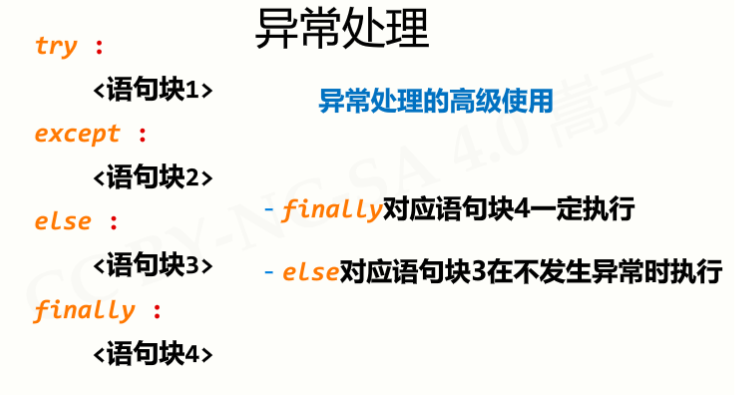 异常处理
try :
<语句块1>
except :
<语句块2>
else :
<语句块3>
finally :
<语句块4>
异常处理的高级使用
- finally对应语句块4一定执行
- else对应语句块3在不发生异常时执行
CC BY-NC-SA 4.0 嵩天